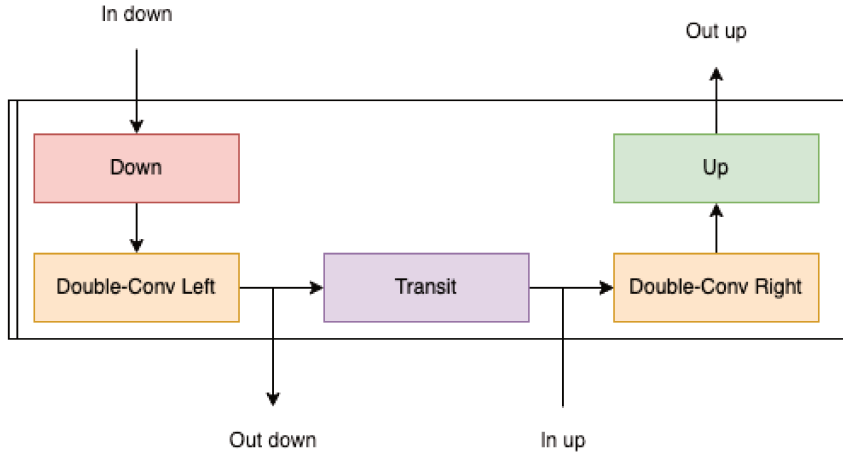 In down
Out up
Down
Up
Double-Conv Left
Transit
Double-Conv Right
Out down
In up